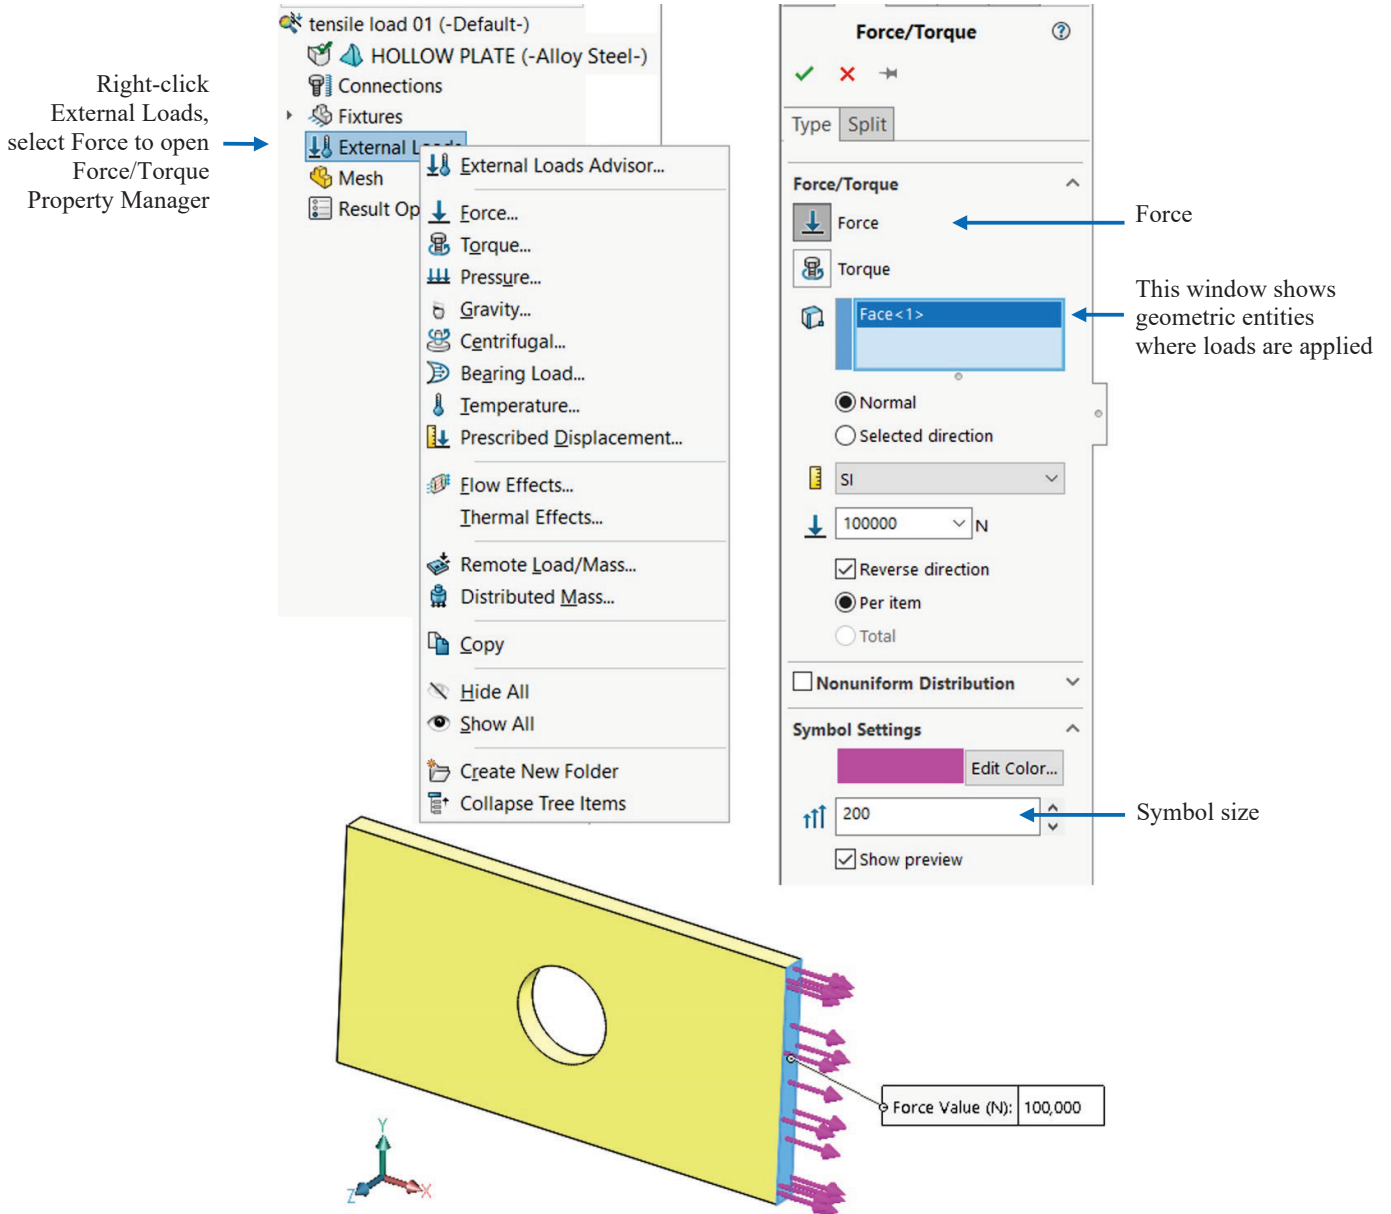 tensile load 01 (-Default-)
HOLLOW PLATE (-Alloy Steel-)
Connections
Fixtures
External Loads
Mesh
Result Op
Right-click
External Loads,
select Force to open
Force/Torque
Property Manager
External Loads Advisor...
Force...
Torque...
Pressure...
Gravity...
Centrifugal...
Bearing Load...
Temperature...
Prescribed Displacement...
Flow Effects...
Thermal Effects...
Remote Load/Mass...
Distributed Mass...
Copy
Hide All
Show All
Create New Folder
Collapse Tree Items
Force/Torque
Type Split
Force/Torque
Force
Torque
Face<1>
Normal
Selected direction
SI
100000 N
Reverse direction
Per item
Total
Nonuniform Distribution
Symbol Settings
Edit Color...
200
Show preview
Force
This window shows
geometric entities
where loads are applied
Symbol size
Force Value (N): 100,000
Y
Z X